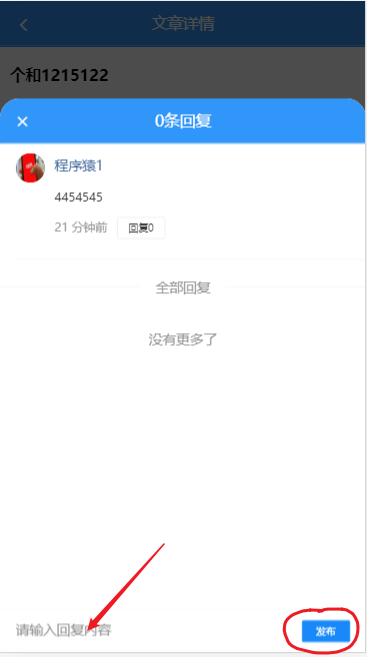 文章详情
个和1215122
0条回复
程序猿1
4454545
21 分钟前 回复0
全部回复
没有更多了
请输入回复内容 发布